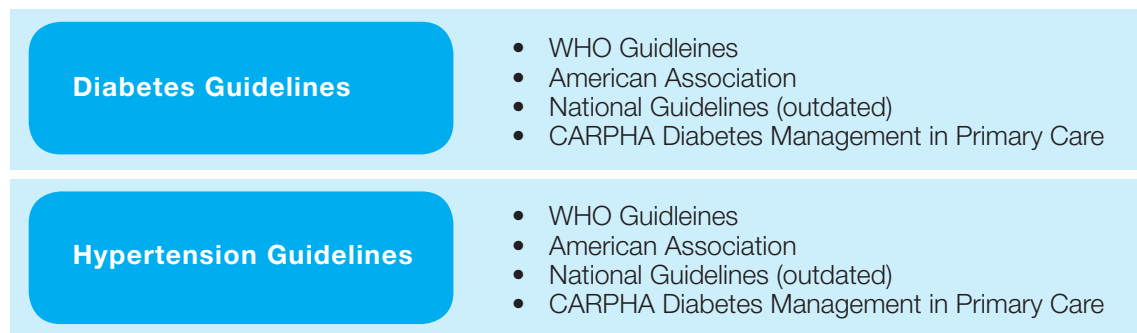 Diabetes Guidelines
• WHO Guidleines
• American Association
• National Guidelines (outdated)
• CARPHA Diabetes Management in Primary Care
Hypertension Guidelines
• WHO Guidleines
• American Association
• National Guidelines (outdated)
• CARPHA Diabetes Management in Primary Care